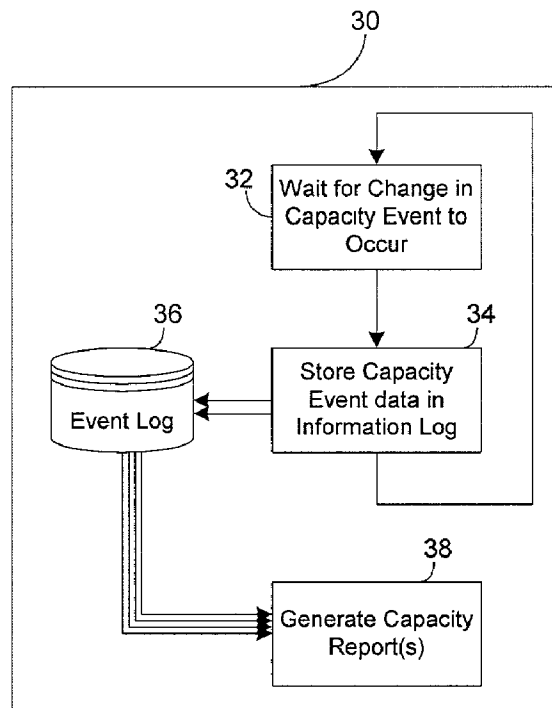 30
32
Wait for Change in
Capacity Event to
Occur
36
34
Event Log
Store Capacity
Event data in
Information Log
38
Generate Capacity
Report(s)